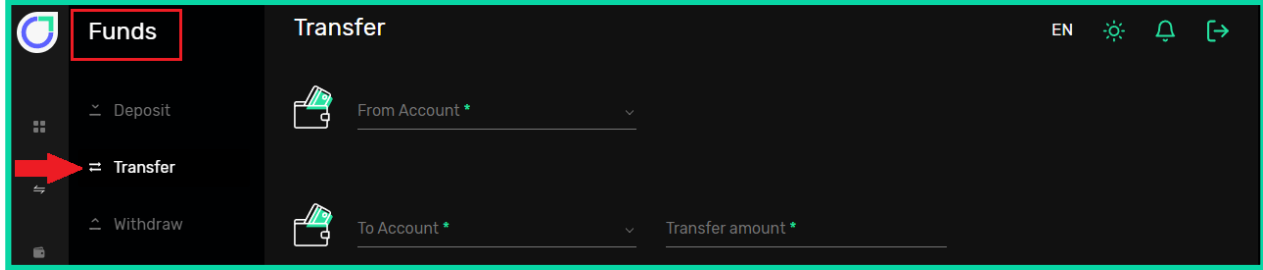 Funds
Transfer
EN
Deposit
From Account *
Transfer
Withdraw
To Account *
Transfer amount *